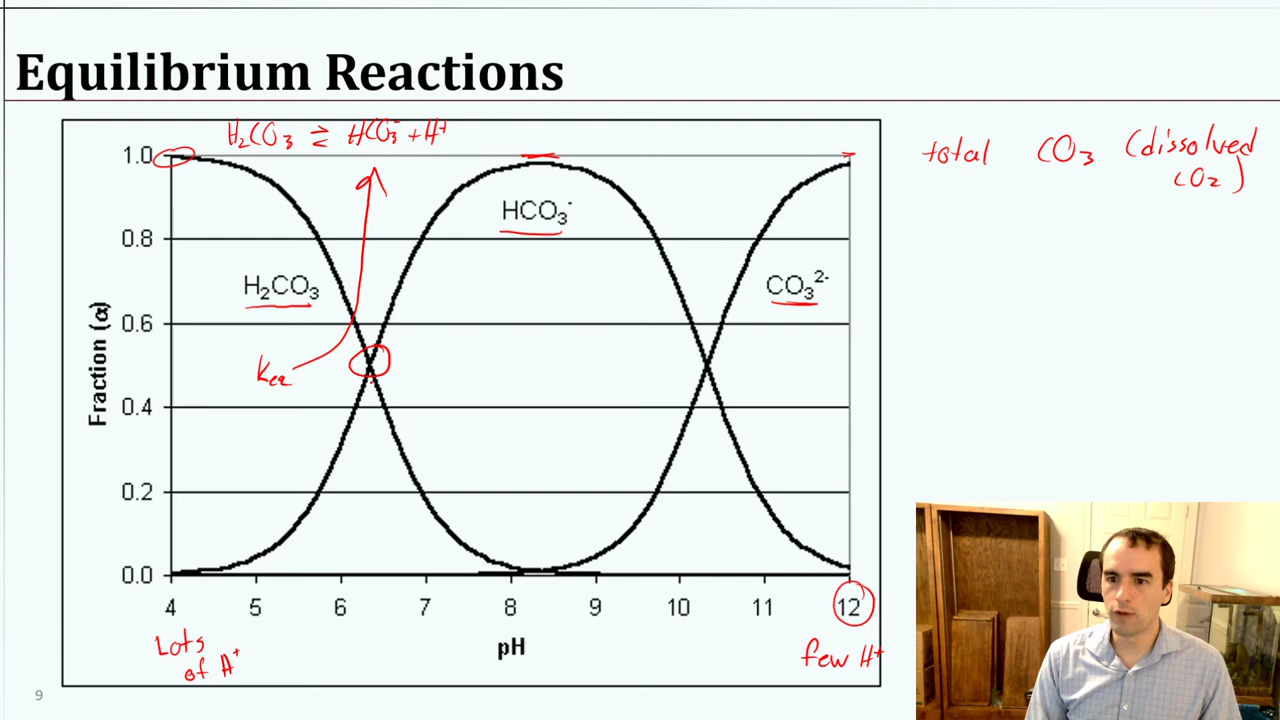 Equilibrium Reactions
H₂CO₃ ⇌ HCO₃⁻ + H⁺
total CO₃ (dissolved
CO₂)
1.0
0.8
0.6
0.4
0.2
0.0
Fraction (α)
H₂CO₃
HCO₃⁻
CO₃²⁻
Keq
4 5 6 7 8 9 10 11 12
pH
Lots
of H⁺
few H⁺
9